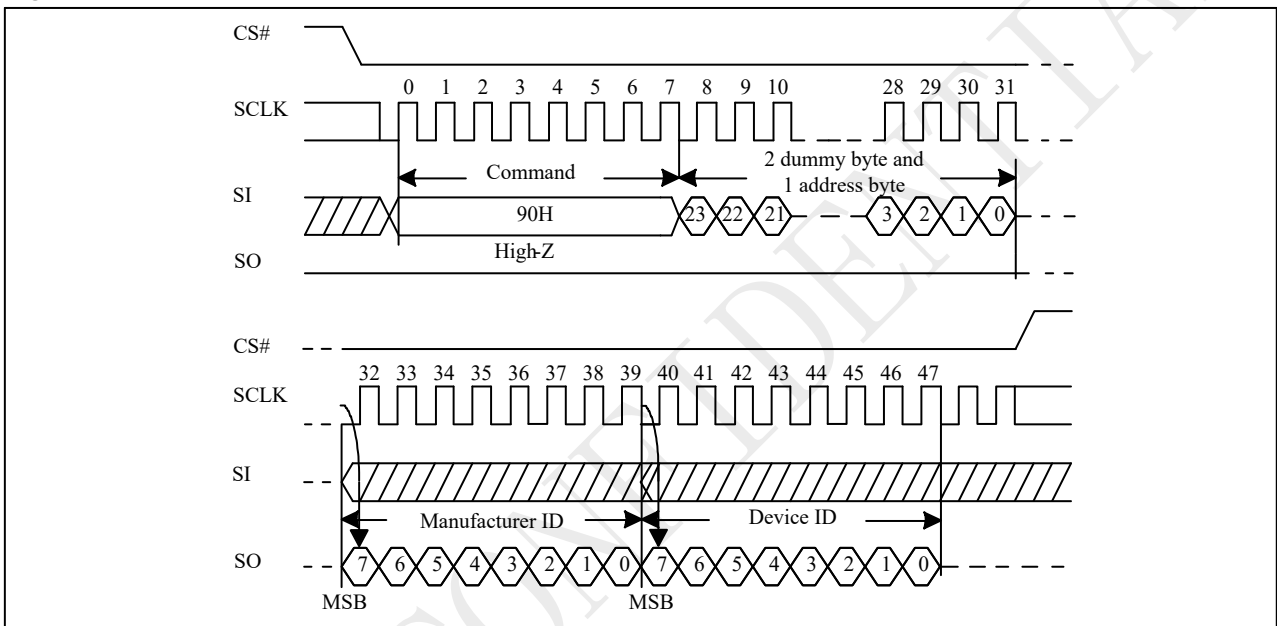 CS#
0 1 2 3 4 5 6 7 8 9 10 28 29 30 31
SCLK
Command
2 dummy byte and
1 address byte
SI
90H 23 22 21 3 2 1 0
High-Z
SO
CS#
32 33 34 35 36 37 38 39 40 41 42 43 44 45 46 47
SCLK
SI
Manufacturer ID Device ID
SO 7 6 5 4 3 2 1 0 7 6 5 4 3 2 1 0
MSB MSB